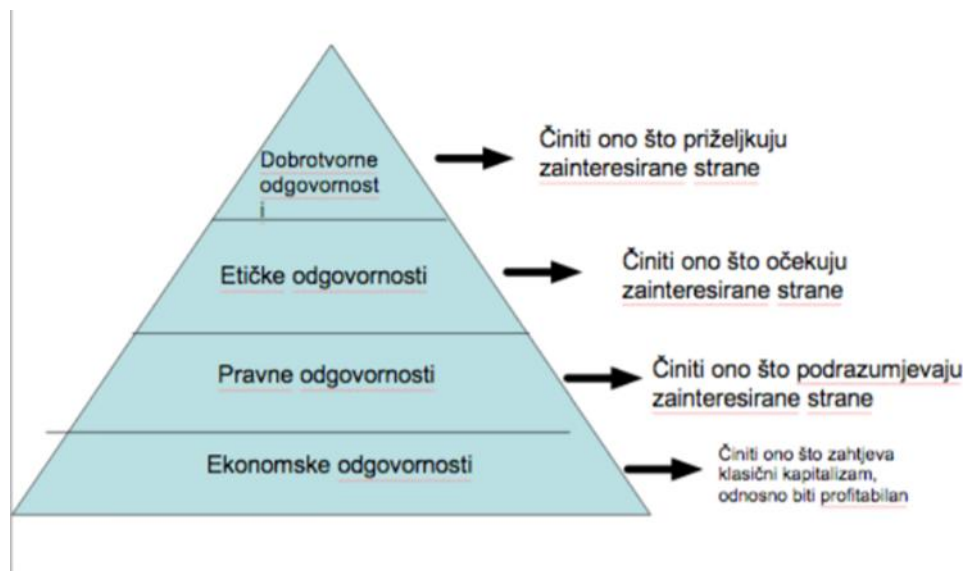 Dobrotvorne
odgovornost
i
Činiti ono što priželjkuju
zainteresirane strane
Etičke odgovornosti
Činiti ono što očekuju
zainteresirane strane
Pravne odgovornosti
Činiti ono što podrazumjevaju
zainteresirane strane
Ekonomske odgovornosti
Činiti ono što zahtjeva
klasični kapitalizam,
odnosno biti profitabilan